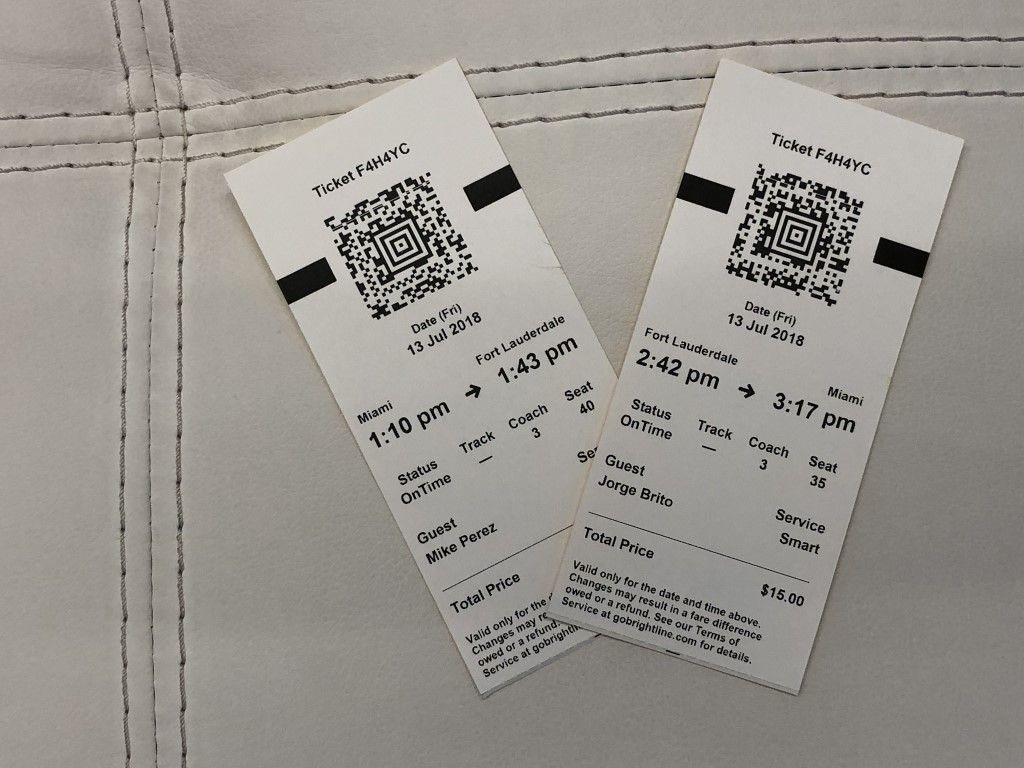 Ticket F4H4YC
Date (Fri)
13 Jul 2018
Miami
Fort Lauderdale
1:10 pm → 1:43 pm
Status Track Coach Seat
OnTime — 3 40
Guest
Mike Perez
Total Price
Valid only for the
Changes may
owed or a refund.
Service at
Ticket F4H4YC
Date (Fri)
13 Jul 2018
Fort Lauderdale
Miami
2:42 pm → 3:17 pm
Status Track Coach Seat
OnTime — 3 35
Guest Service
Jorge Brito Smart
Total Price $15.00
Valid only for the date and time above.
Changes may result in a fare difference
owed or a refund. See our Terms of
Service at gobrightline.com for details.